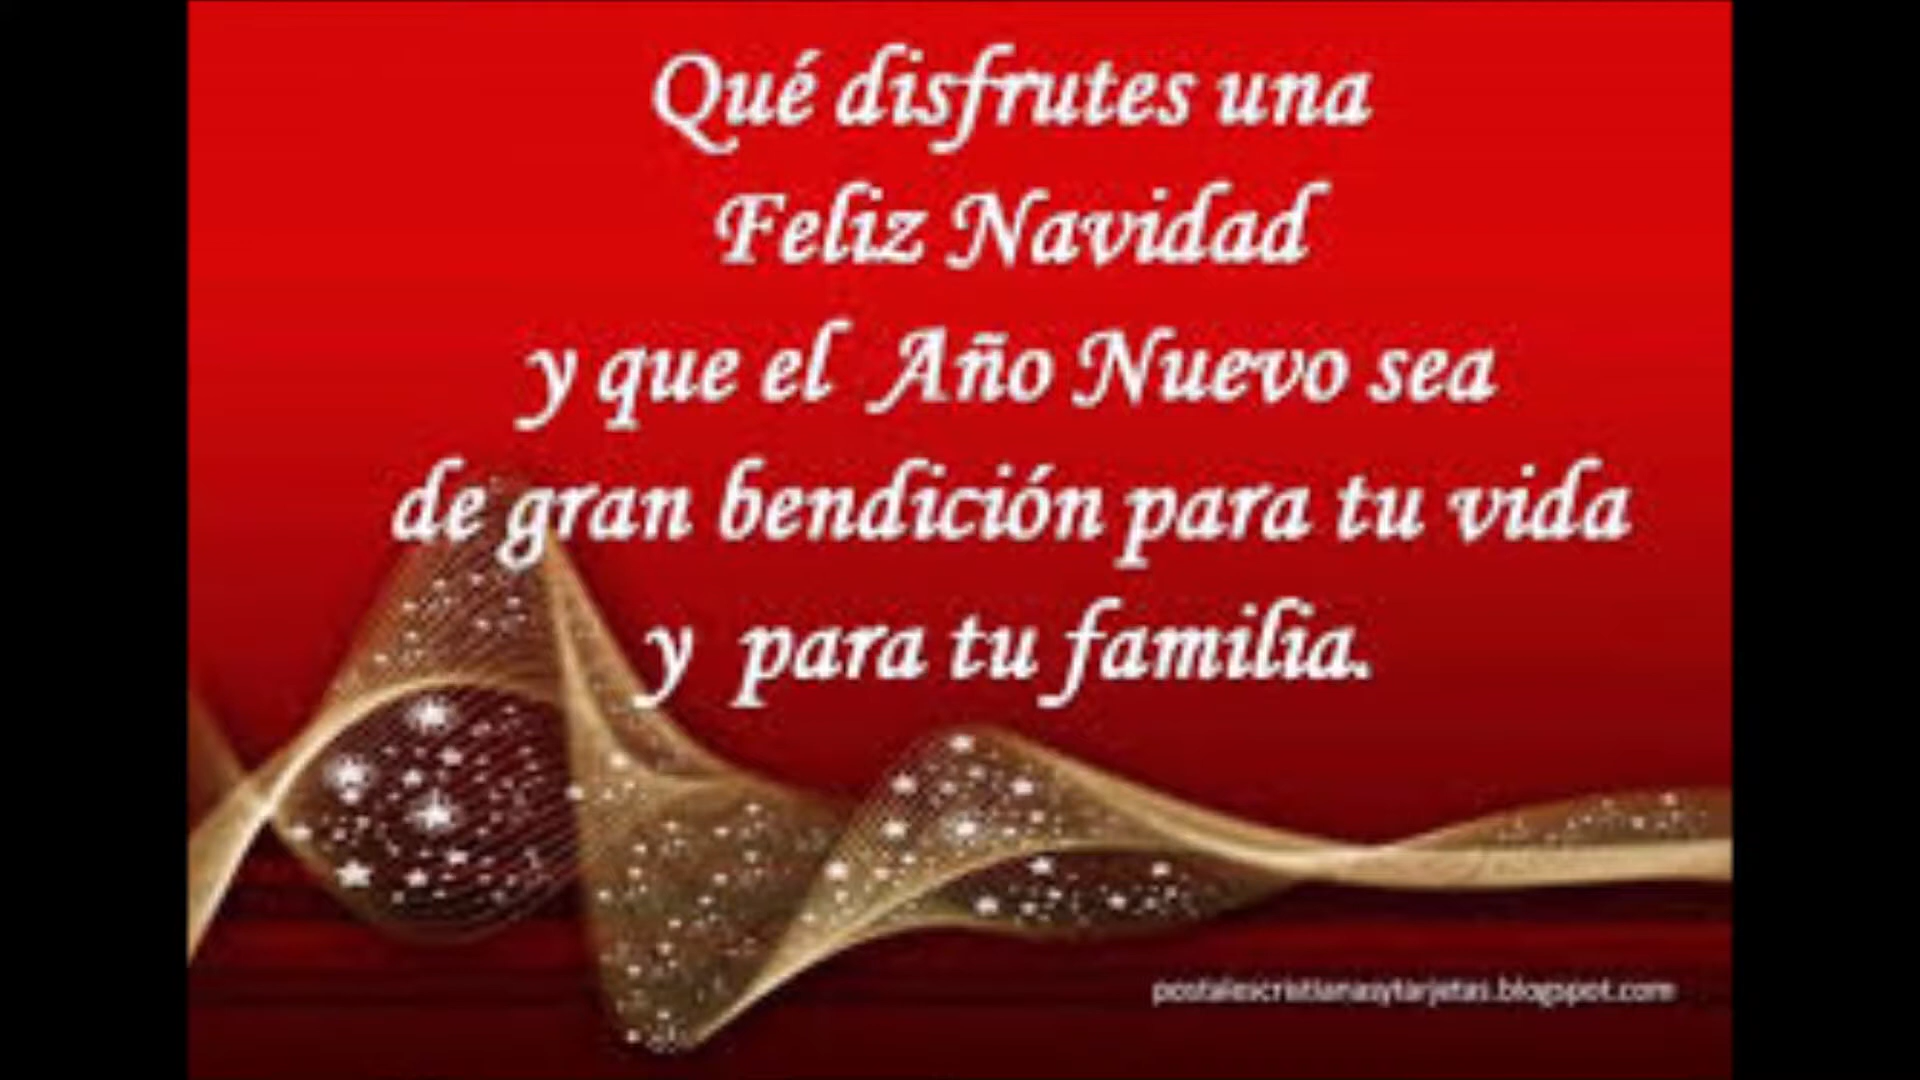 Qué disfrutes una
Feliz Navidad
y que el Año Nuevo sea
de gran bendición para tu vida
y para tu familia.
postalescristianasytarjetas.blogspot.com